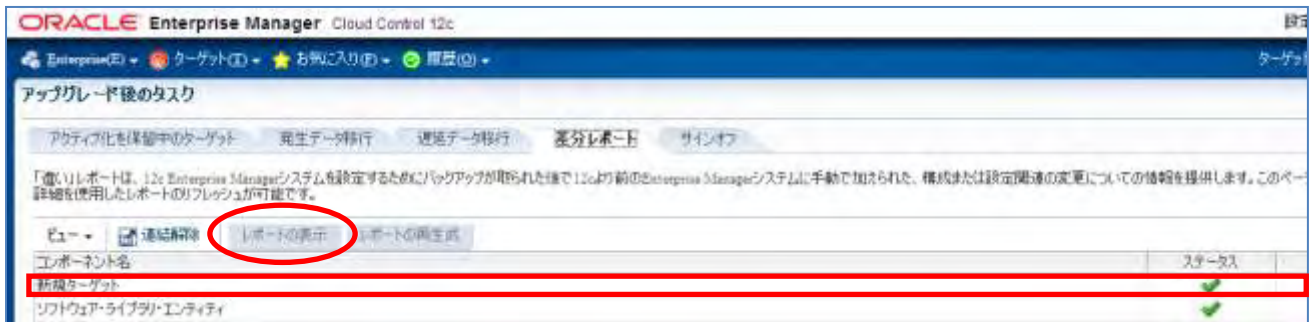 ORACLE Enterprise Manager Cloud Control 12c
Enterprise(E) ターゲット(T) お気に入り(F) 履歴(O)
アップグレード後のタスク
アクティブ化を保留中のターゲット 発生データ移行 遅延データ移行 差分レポート サインオフ
「違い」レポートは、12c Enterprise Managerシステムを設定するためにバックアップが取られた後で12cより前のEnterprise Managerシステムに手動で加えられた、構成または設定関連の変更についての情報を提供します。このペー
詳細を使用したレポートのリフレッシュが可能です。
ビュー 連結解除 レポートの表示 レポートの再生成
コンポーネント名 ステータス
新規ターゲット
ソフトウェア・ライブラリ・エンティティ